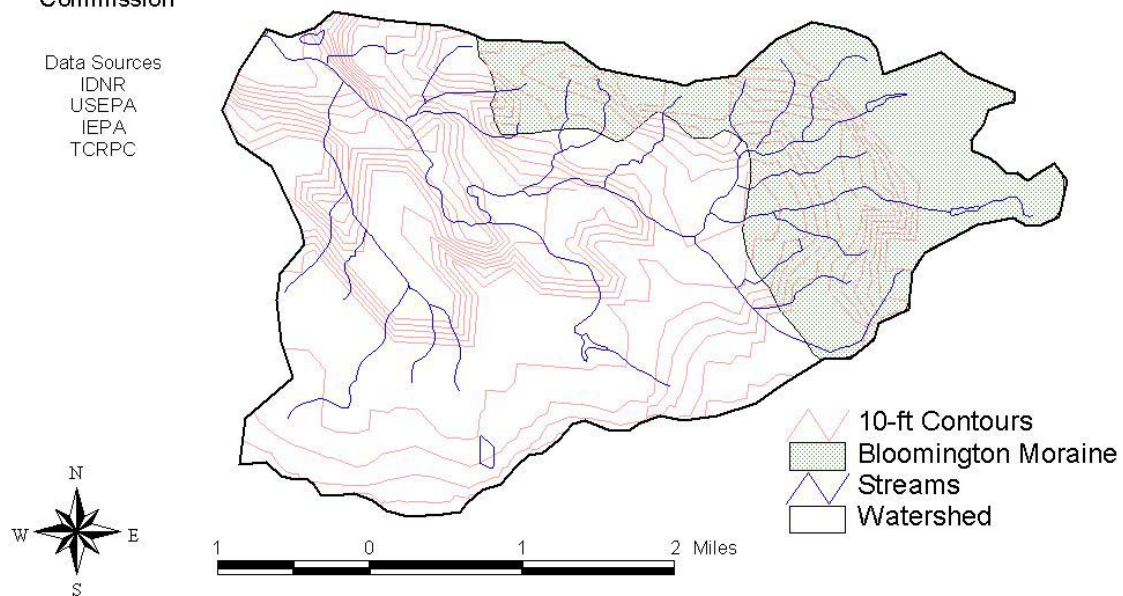 Commission
Data Sources
IDNR
USEPA
IEPA
TCRPC
10-ft Contours
Bloomington Moraine
Streams
Watershed
N
W E
S
1 0 1 2 Miles